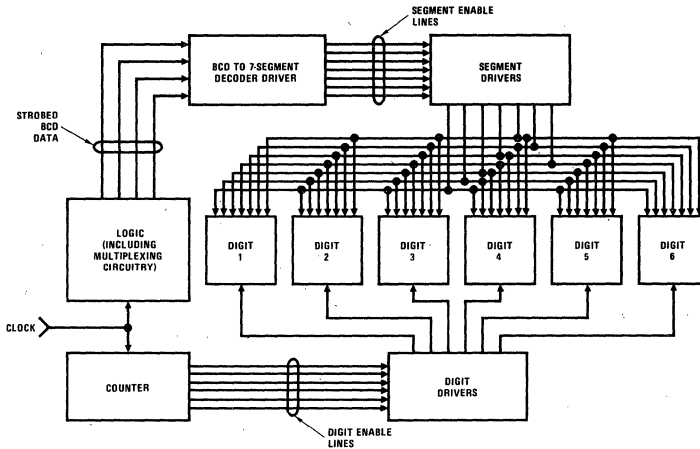 SEGMENT ENABLE
LINES
BCD TO 7-SEGMENT
DECODER DRIVER
SEGMENT
DRIVERS
STROBED
BCD
DATA
LOGIC
(INCLUDING
MULTIPLEXING
CIRCUITRY)
DIGIT
1
DIGIT
2
DIGIT
3
DIGIT
4
DIGIT
5
DIGIT
6
CLOCK
COUNTER
DIGIT
DRIVERS
DIGIT ENABLE
LINES